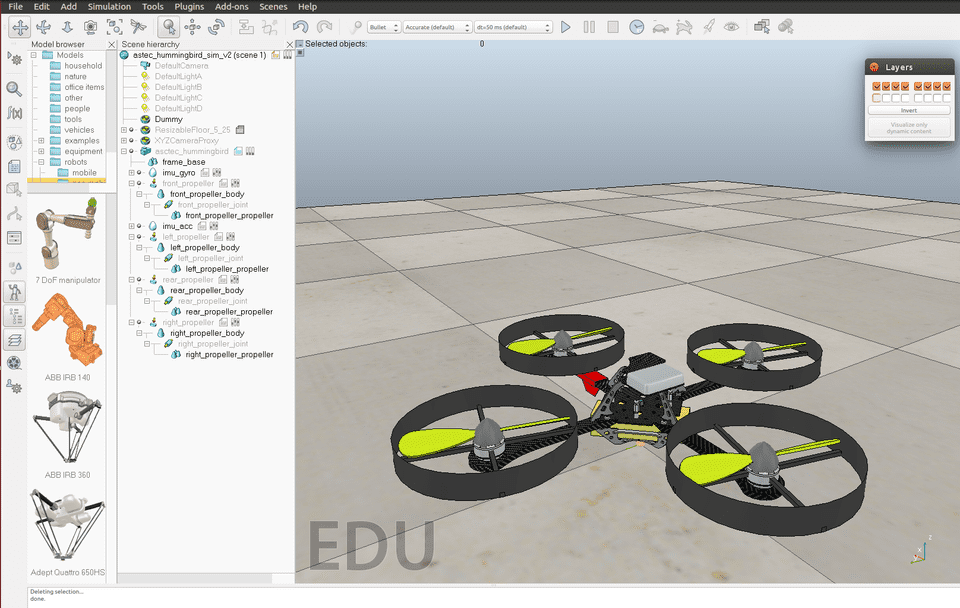 File Edit Simulation Tools Plugins Add-ons Scenes Help
Bullet Accurate (default) dt=50 ms (default)
Model browser
Models
household
nature
office items
other
people
tools
vehicles
examples
equipment
robots
mobile
7 DoF manipulator
ABB IRB 140
ABB IRB 360
Adept Quattro 650HS
Scene hierarchy
astec_hummingbird_sim_v2 (scene 1)
DefaultCamera
DefaultLightA
DefaultLightB
DefaultLightC
DefaultLightD
Dummy
ResizableFloor_5_25
XYZCameraProxy
asctec_hummingbird
frame_base
imu_gyro
front_propeller
front_propeller_body
front_propeller_joint
front_propeller_propeller
imu_acc
left_propeller
left_propeller_body
left_propeller_joint
left_propeller_propeller
rear_propeller
rear_propeller_body
rear_propeller_joint
rear_propeller_propeller
right_propeller
right_propeller_body
right_propeller_joint
right_propeller_propeller
Selected objects: 0
Layers
Invert
Visualize only
dynamic content
EDU
z
Deleting selection...
done.